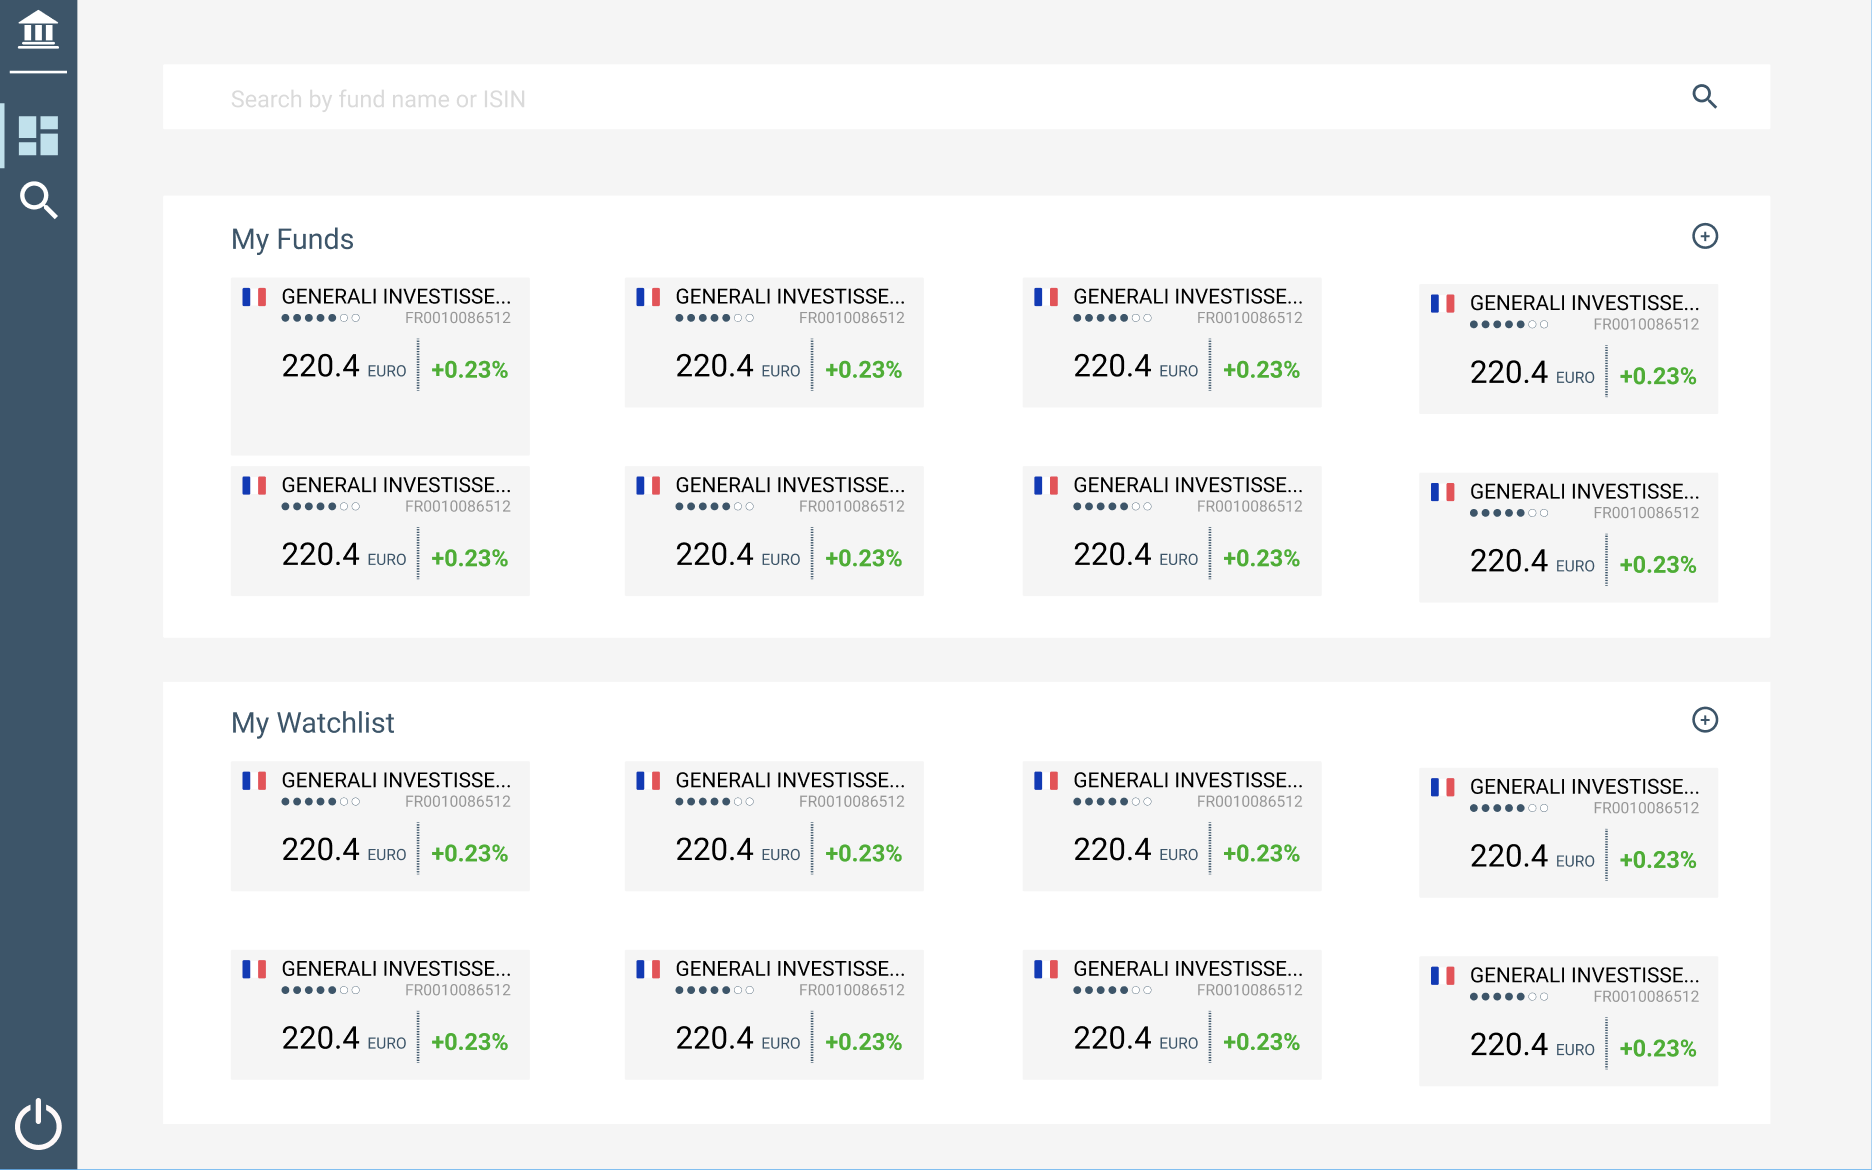 Search by fund name or ISIN
My Funds
GENERALI INVESTISSE...
FR0010086512
220.4 EURO +0.23%
GENERALI INVESTISSE...
FR0010086512
220.4 EURO +0.23%
GENERALI INVESTISSE...
FR0010086512
220.4 EURO +0.23%
GENERALI INVESTISSE...
FR0010086512
220.4 EURO +0.23%
GENERALI INVESTISSE...
FR0010086512
220.4 EURO +0.23%
GENERALI INVESTISSE...
FR0010086512
220.4 EURO +0.23%
GENERALI INVESTISSE...
FR0010086512
220.4 EURO +0.23%
GENERALI INVESTISSE...
FR0010086512
220.4 EURO +0.23%
My Watchlist
GENERALI INVESTISSE...
FR0010086512
220.4 EURO +0.23%
GENERALI INVESTISSE...
FR0010086512
220.4 EURO +0.23%
GENERALI INVESTISSE...
FR0010086512
220.4 EURO +0.23%
GENERALI INVESTISSE...
FR0010086512
220.4 EURO +0.23%
GENERALI INVESTISSE...
FR0010086512
220.4 EURO +0.23%
GENERALI INVESTISSE...
FR0010086512
220.4 EURO +0.23%
GENERALI INVESTISSE...
FR0010086512
220.4 EURO +0.23%
GENERALI INVESTISSE...
FR0010086512
220.4 EURO +0.23%